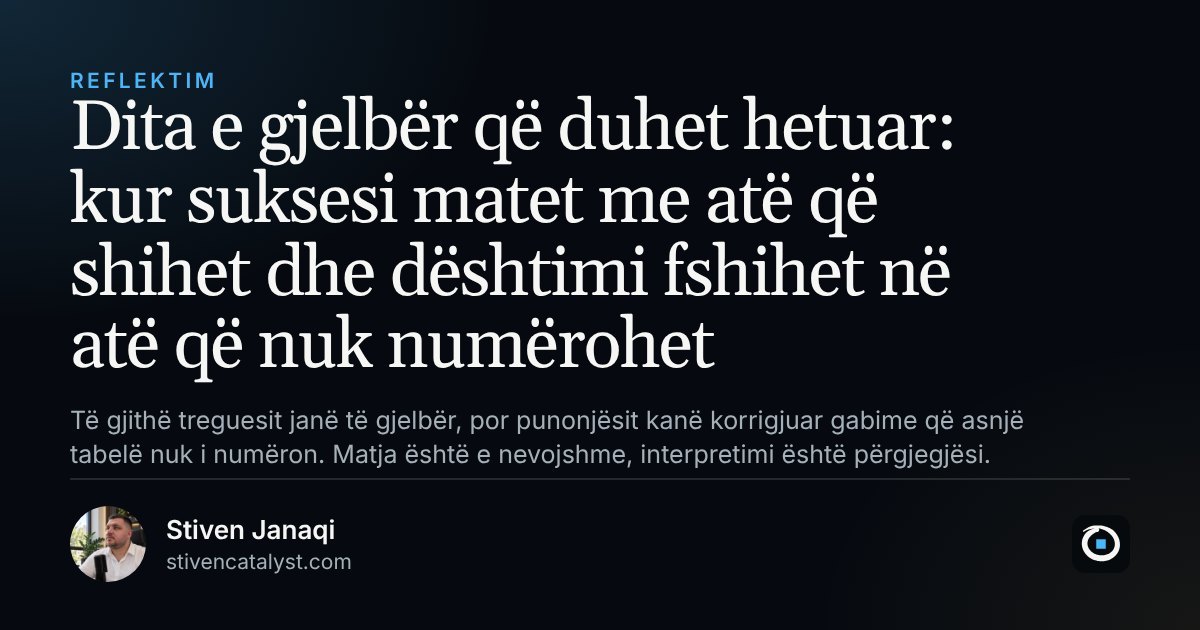 REFLEKTIM
Dita e gjelbër që duhet hetuar:
kur suksesi matet me atë që
shihet dhe dështimi fshihet në
atë që nuk numërohet
Të gjithë treguesit janë të gjelbër, por punonjësit kanë korrigjuar gabime që asnjë
tabelë nuk i numëron. Matja është e nevojshme, interpretimi është përgjegjësi.
Stiven Janaqi
stivencatalyst.com